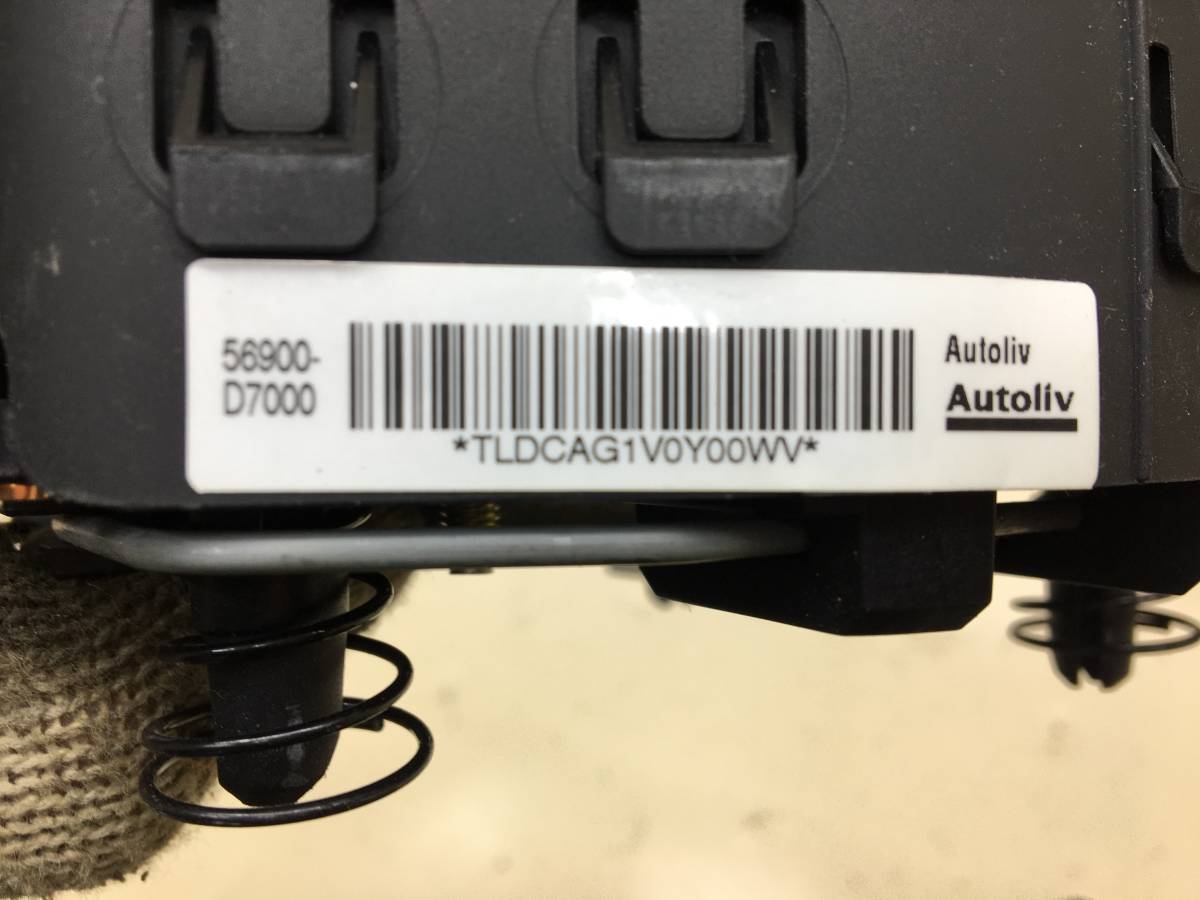 56900-
D7000
*TLDCAG1V0Y00WV*
Autoliv
Autoliv